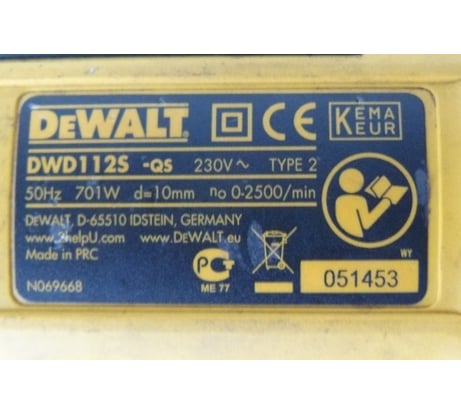 DEWALT CE KEMA KEUR
DWD112S -QS 230V~ TYPE 2
50Hz 701W d=10mm no 0-2500/min
DEWALT, D-65510 IDSTEIN, GERMANY
www.2helpU.com www.DEWALT.eu
Made in PRC
WY
ME 77
051453
N069668